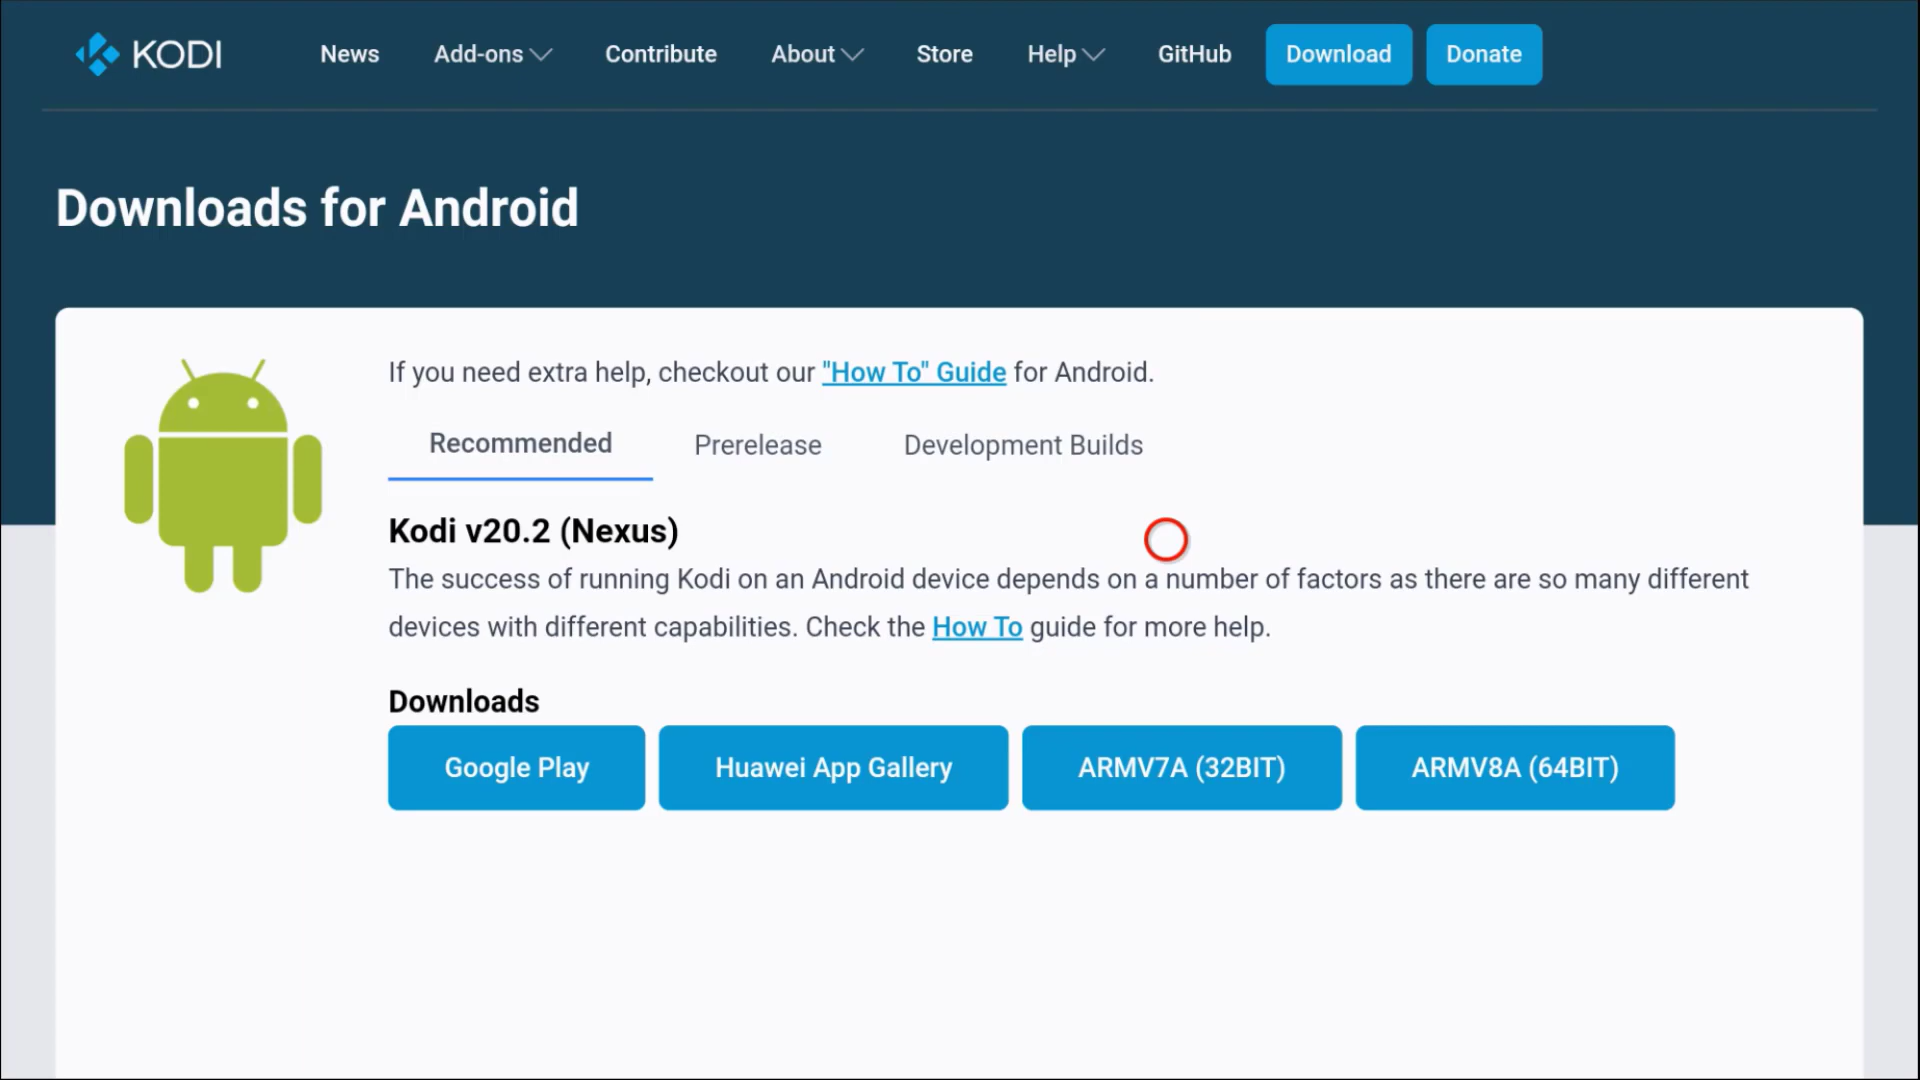 KODI News Add-ons Contribute About Store Help GitHub Download Donate
Downloads for Android
If you need extra help, checkout our "How To" Guide for Android.
Recommended Prerelease Development Builds
Kodi v20.2 (Nexus)
The success of running Kodi on an Android device depends on a number of factors as there are so many different
devices with different capabilities. Check the How To guide for more help.
Downloads
Google Play Huawei App Gallery ARMV7A (32BIT) ARMV8A (64BIT)